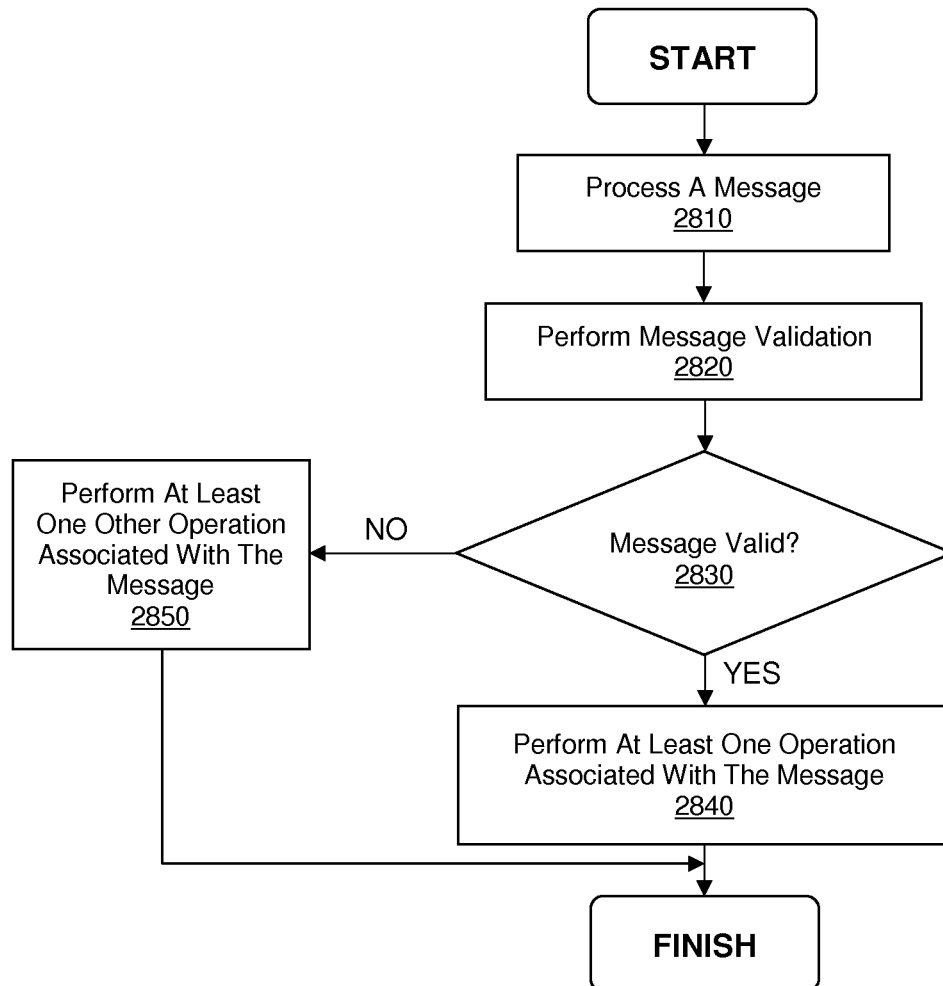 START
Process A Message
2810
Perform Message Validation
2820
Message Valid?
2830
NO
Perform At Least
One Other Operation
Associated With The
Message
2850
YES
Perform At Least One Operation
Associated With The Message
2840
FINISH